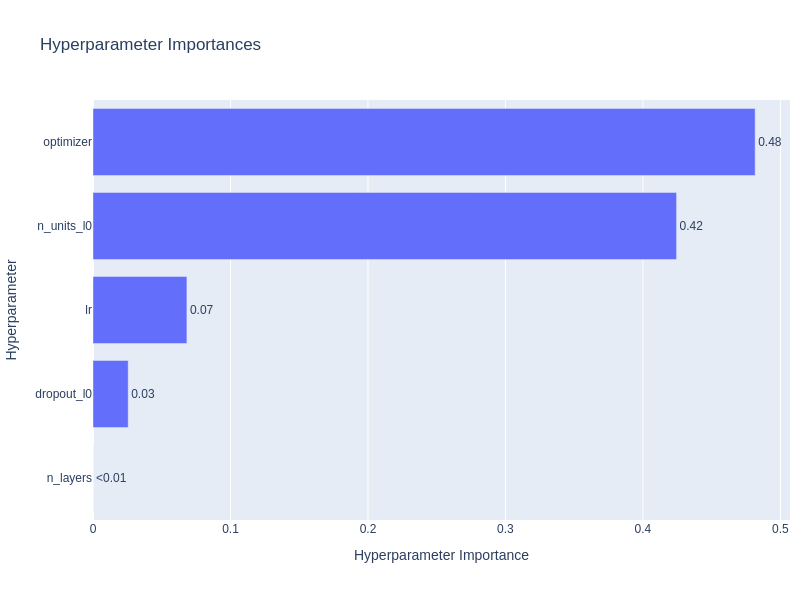 Hyperparameter Importances
optimizer 0.48
n_units_l0 0.42
lr 0.07
dropout_l0 0.03
n_layers <0.01
Hyperparameter
0 0.1 0.2 0.3 0.4 0.5
Hyperparameter Importance